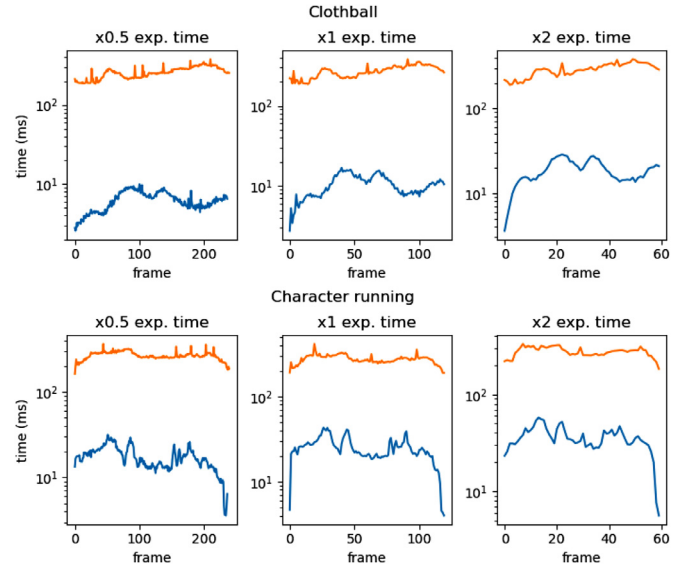 Clothball
x0.5 exp. time
x1 exp. time
x2 exp. time
time (ms)
10²
10¹
0 100 200
frame
10²
10¹
0 50 100
frame
10²
10¹
0 20 40 60
frame
Character running
x0.5 exp. time
x1 exp. time
x2 exp. time
time (ms)
10²
10¹
0 100 200
frame
10²
10¹
0 50 100
frame
10²
10¹
0 20 40 60
frame